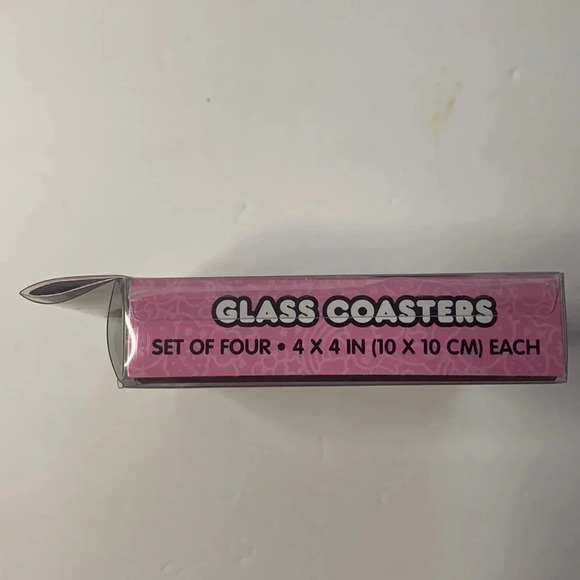 GLASS COASTERS
SET OF FOUR • 4 X 4 IN (10 X 10 CM) EACH